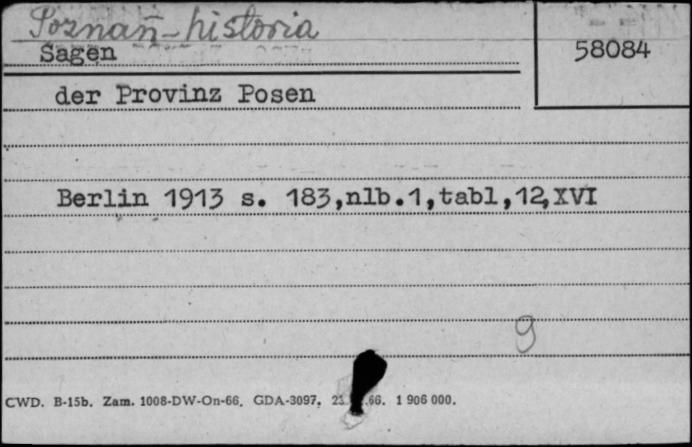 Poznań-historia
Sagen
58084
der Provinz Posen
Berlin 1913 s. 183,nlb.1,tabl,12,XVI
9
CWD. B-15b. Zam. 1008-DW-On-66. GDA-3097. 66. 1 906 000.